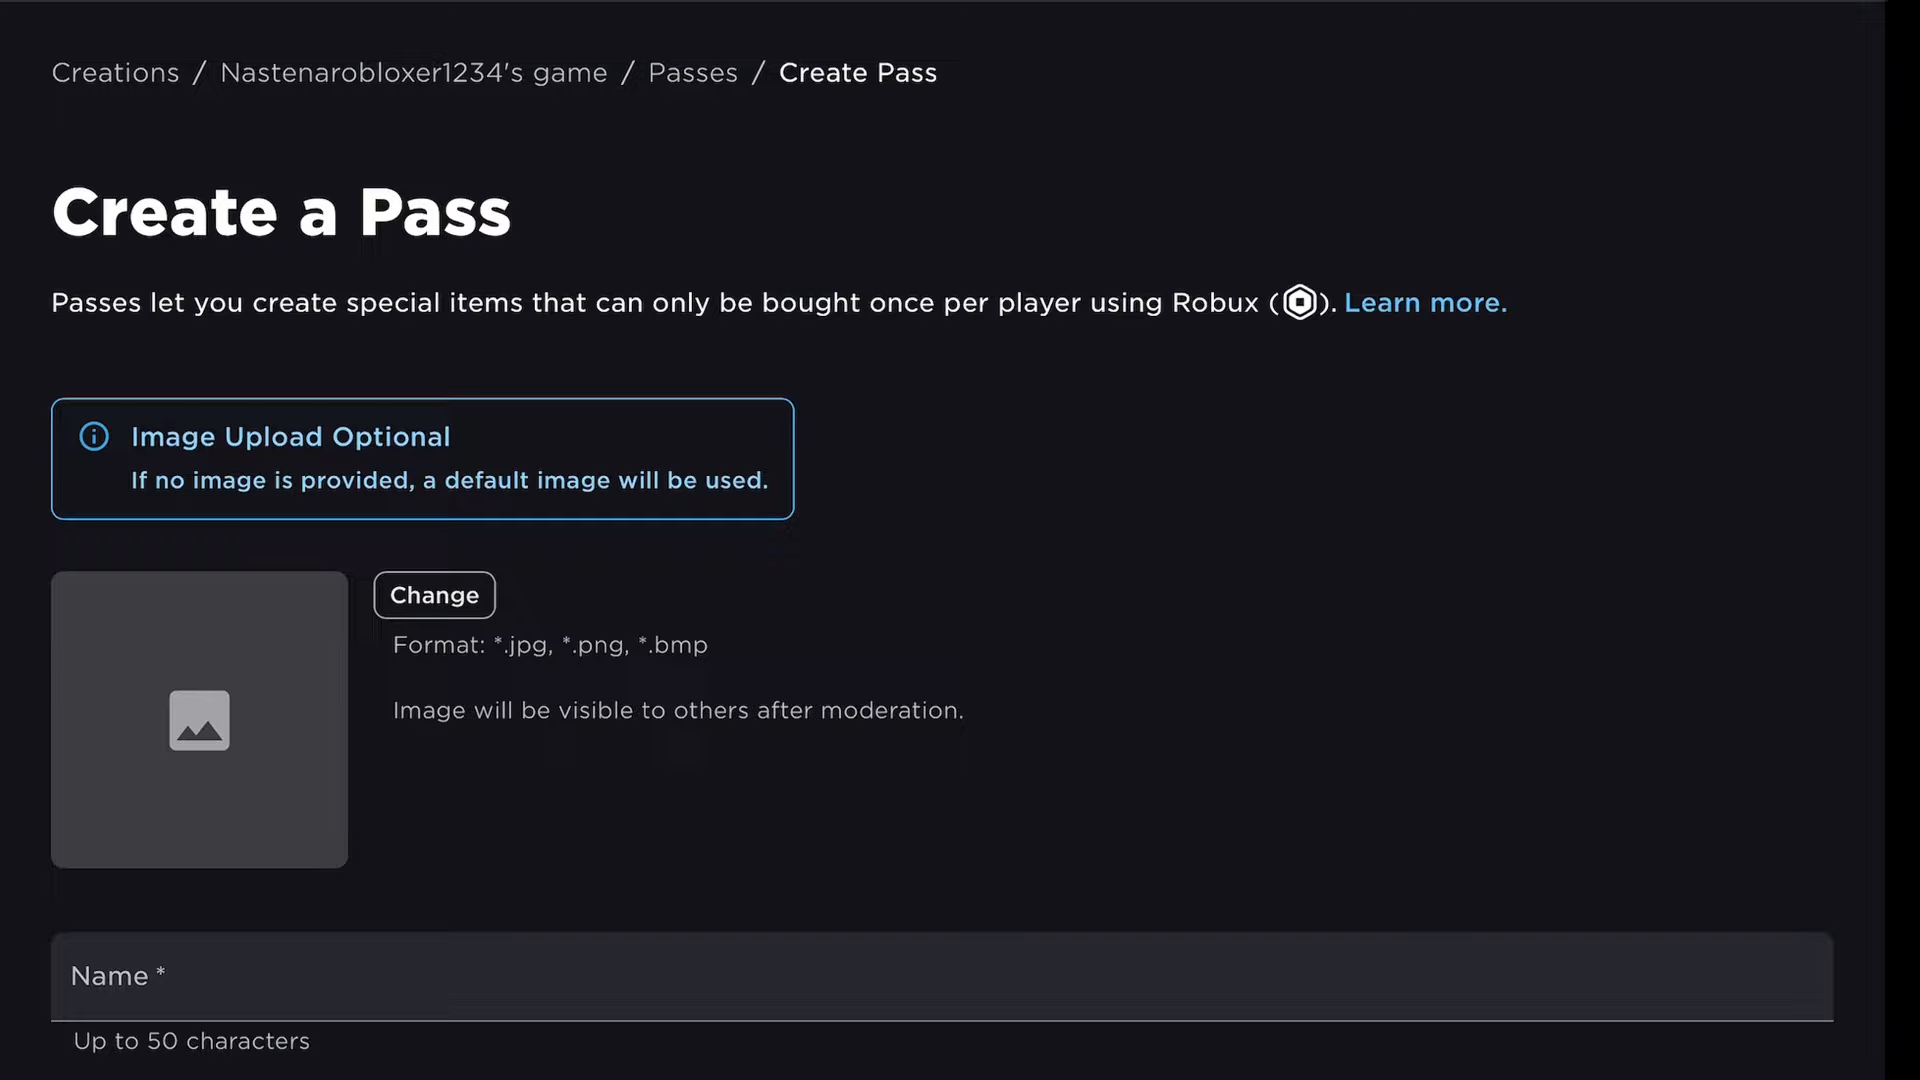 Creations / Nastenarobloxer1234's game / Passes / Create Pass
Create a Pass
Passes let you create special items that can only be bought once per player using Robux (). Learn more.
Image Upload Optional
If no image is provided, a default image will be used.
Change
Format: *.jpg, *.png, *.bmp
Image will be visible to others after moderation.
Name *
Up to 50 characters